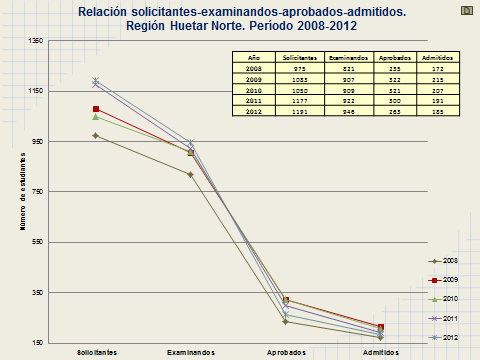 Relación solicitantes-examinandos-aprobados-admitidos.
Región Huetar Norte. Período 2008-2012
Año Solicitantes Examinandos Aprobados Admitidos
2008 975 821 235 172
2009 1083 907 322 215
2010 1050 909 321 207
2011 1177 922 300 191
2012 1191 946 263 185
Número de estudiantes
1350
1150
950
750
550
350
150
Solicitantes Examinandos Aprobados Admitidos
2008
2009
2010
2011
2012